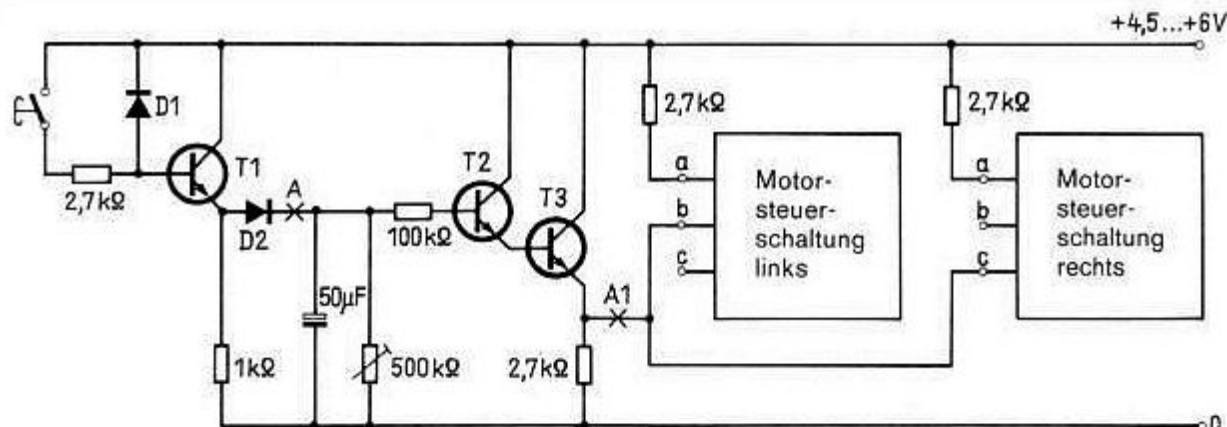 +4,5...+6V
D1
2,7kΩ
T1
D2
A
1kΩ
50µF
500kΩ
100kΩ
T2
T3
2,7kΩ
A1
2,7kΩ
a
b
c
Motor-
steuer-
schaltung
links
2,7kΩ
a
b
c
Motor-
steuer-
schaltung
rechts
0